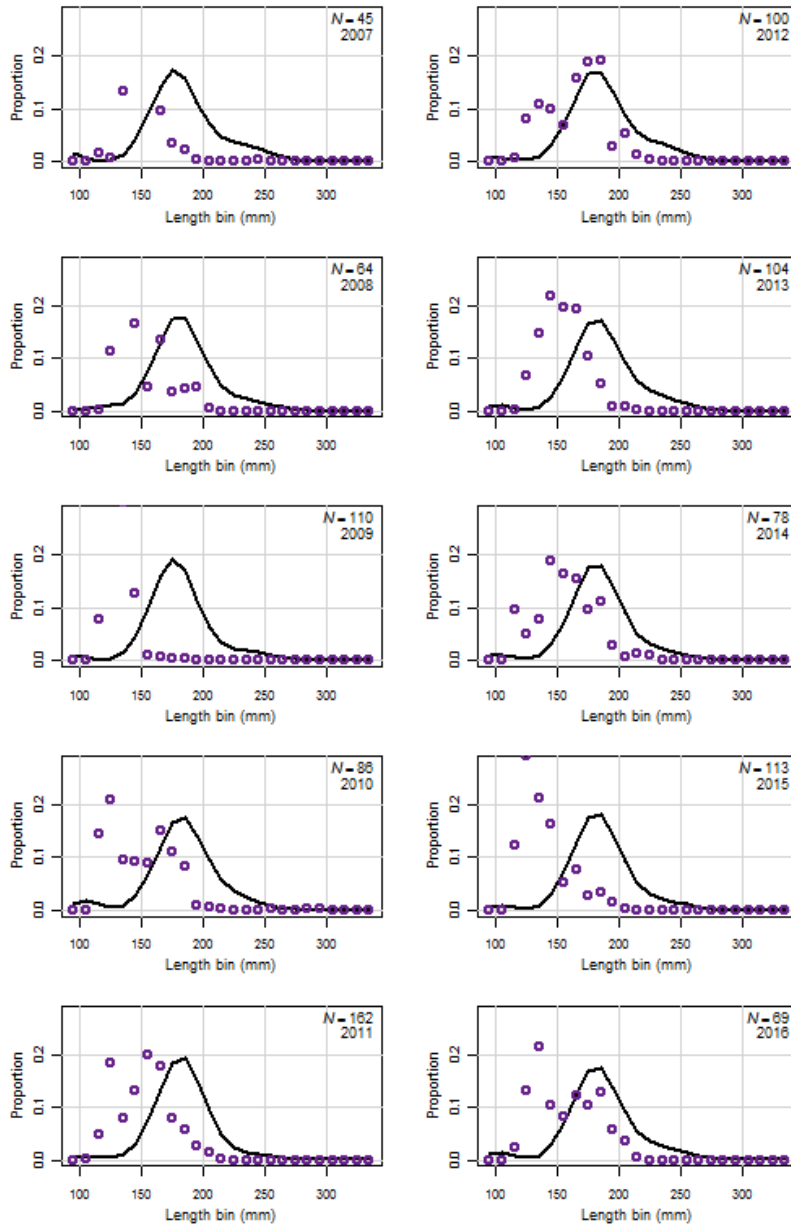 N = 45
2007
0.2
0.1
0.0
Proportion
100 150 200 250 300
Length bin (mm)
N = 100
2012
0.2
0.1
0.0
Proportion
100 150 200 250 300
Length bin (mm)
N = 64
2008
0.2
0.1
0.0
Proportion
100 150 200 250 300
Length bin (mm)
N = 104
2013
0.2
0.1
0.0
Proportion
100 150 200 250 300
Length bin (mm)
N = 110
2009
0.2
0.1
0.0
Proportion
100 150 200 250 300
Length bin (mm)
N = 78
2014
0.2
0.1
0.0
Proportion
100 150 200 250 300
Length bin (mm)
N = 86
2010
0.2
0.1
0.0
Proportion
100 150 200 250 300
Length bin (mm)
N = 113
2015
0.2
0.1
0.0
Proportion
100 150 200 250 300
Length bin (mm)
N = 162
2011
0.2
0.1
0.0
Proportion
100 150 200 250 300
Length bin (mm)
N = 69
2016
0.2
0.1
0.0
Proportion
100 150 200 250 300
Length bin (mm)